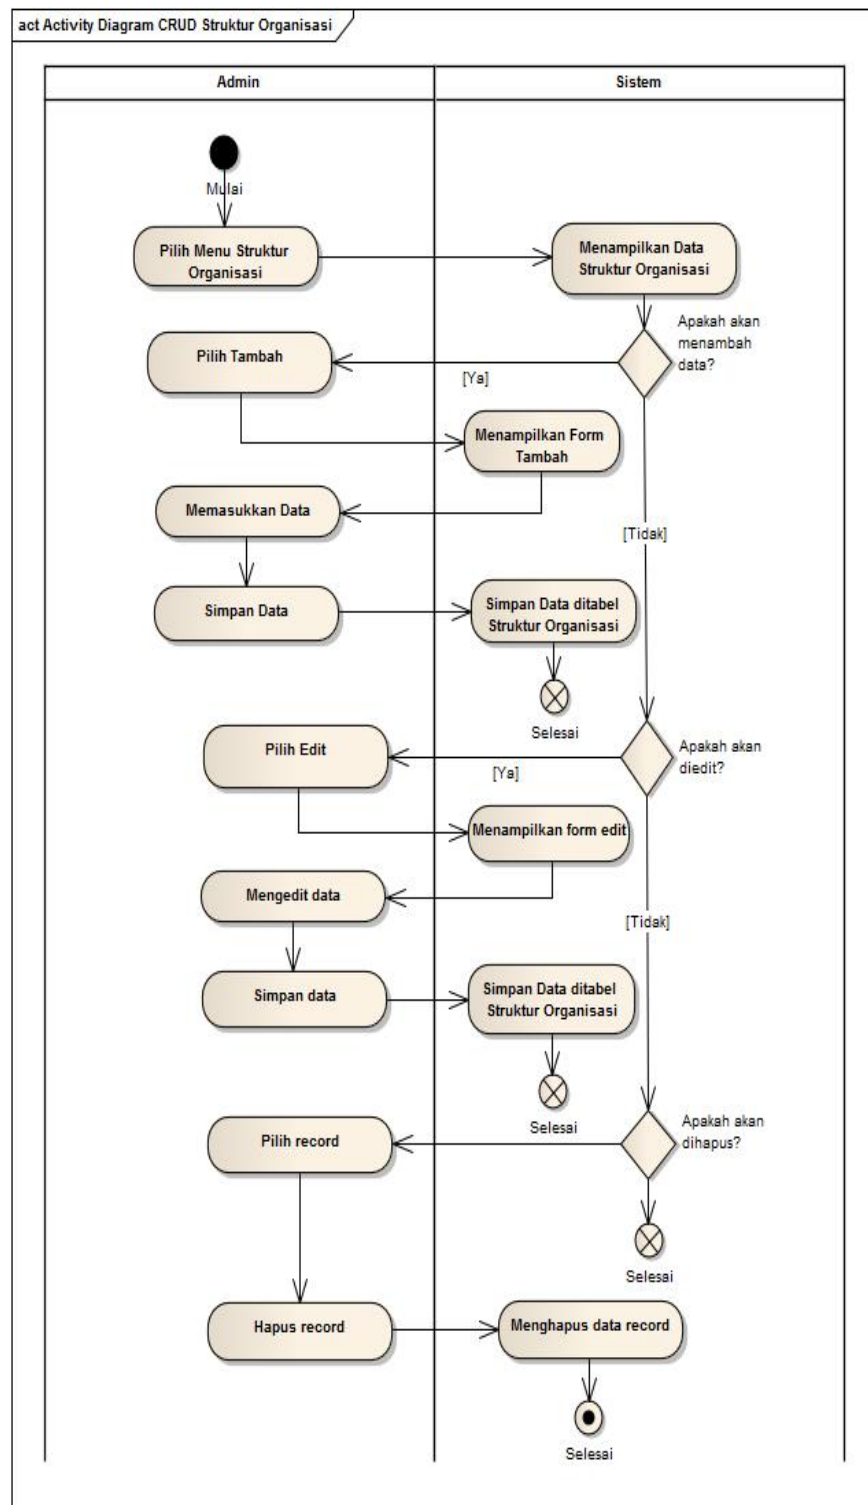 act Activity Diagram CRUD Struktur Organisasi
Admin
Sistem
Mulai
Pilih Menu Struktur
Organisasi
Menampilkan Data
Struktur Organisasi
Apakah akan
menambah
data?
Pilih Tambah
[Ya]
Menampilkan Form
Tambah
Memasukkan Data
[Tidak]
Simpan Data
Simpan Data ditabel
Struktur Organisasi
Selesai
Pilih Edit
Apakah akan
diedit?
[Ya]
Menampilkan form edit
Mengedit data
[Tidak]
Simpan data
Simpan Data ditabel
Struktur Organisasi
Selesai
Pilih record
Apakah akan
dihapus?
Selesai
Hapus record
Menghapus data record
Selesai